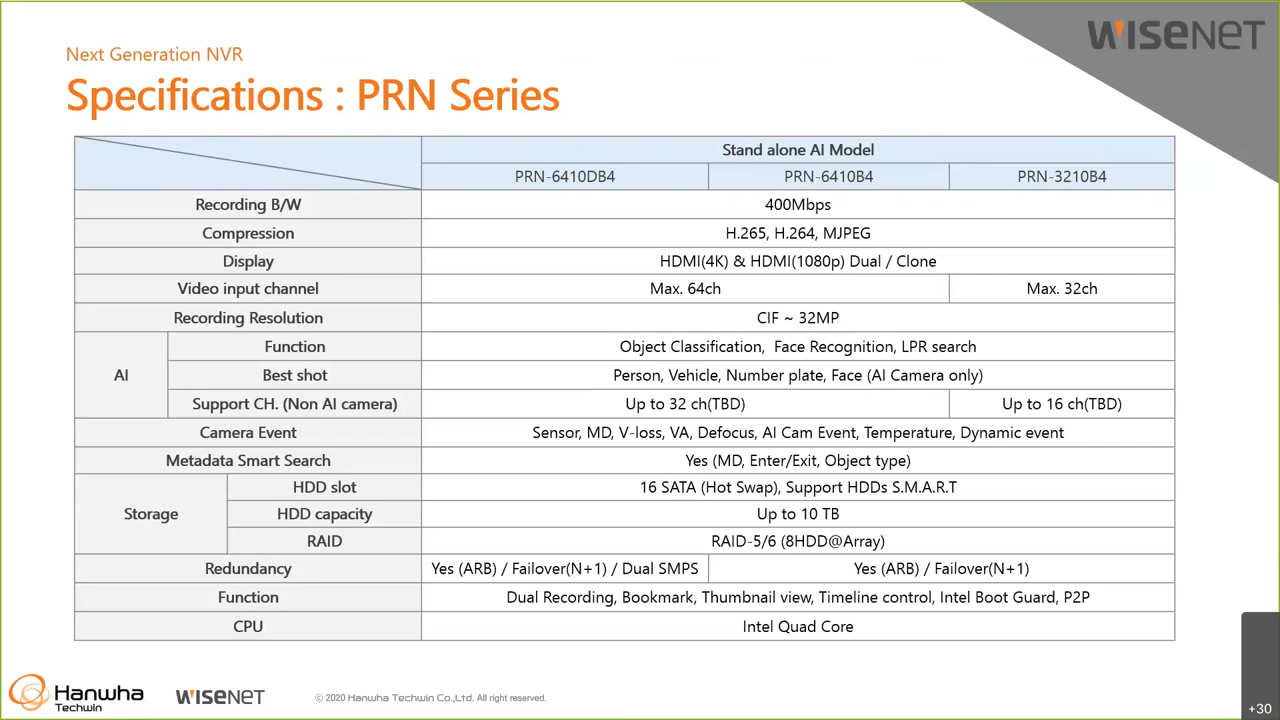 WISENET
Next Generation NVR
Specifications : PRN Series
Stand alone AI Model
PRN-6410DB4 PRN-6410B4 PRN-3210B4
Recording B/W 400Mbps
Compression H.265, H.264, MJPEG
Display HDMI(4K) & HDMI(1080p) Dual / Clone
Video input channel Max. 64ch Max. 32ch
Recording Resolution CIF ~ 32MP
AI
Function Object Classification, Face Recognition, LPR search
Best shot Person, Vehicle, Number plate, Face (AI Camera only)
Support CH. (Non AI camera) Up to 32 ch(TBD) Up to 16 ch(TBD)
Camera Event Sensor, MD, V-loss, VA, Defocus, AI Cam Event, Temperature, Dynamic event
Metadata Smart Search Yes (MD, Enter/Exit, Object type)
Storage
HDD slot 16 SATA (Hot Swap), Support HDDs S.M.A.R.T
HDD capacity Up to 10 TB
RAID RAID-5/6 (8HDD@Array)
Redundancy Yes (ARB) / Failover(N+1) / Dual SMPS Yes (ARB) / Failover(N+1)
Function Dual Recording, Bookmark, Thumbnail view, Timeline control, Intel Boot Guard, P2P
CPU Intel Quad Core
Hanwha
Techwin
WISENET
© 2020 Hanwha Techwin Co.,Ltd. All right reserved.
+30